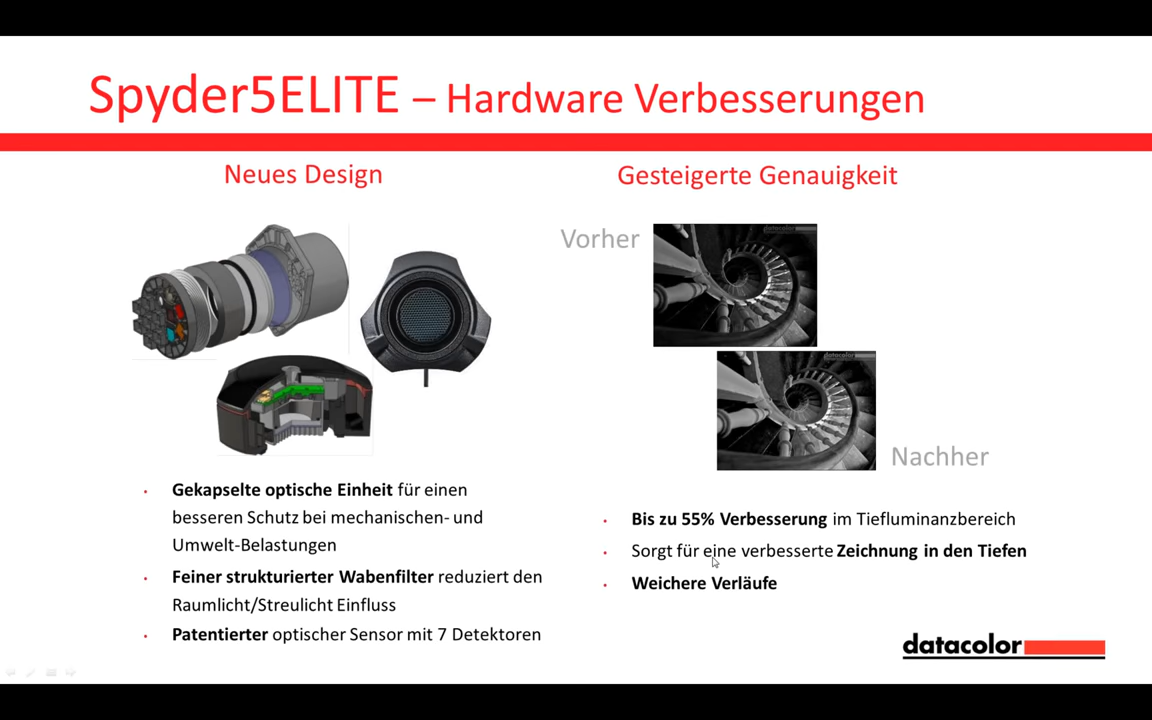 Spyder5ELITE – Hardware Verbesserungen
Neues Design
Gekapselte optische Einheit für einen
besseren Schutz bei mechanischen- und
Umwelt-Belastungen
Feiner strukturierter Wabenfilter reduziert den
Raumlicht/Streulicht Einfluss
Patentierter optischer Sensor mit 7 Detektoren
Gesteigerte Genauigkeit
Vorher
datacolor
datacolor
Nachher
Bis zu 55% Verbesserung im Tiefluminanzbereich
Sorgt für eine verbesserte Zeichnung in den Tiefen
Weichere Verläufe
datacolor